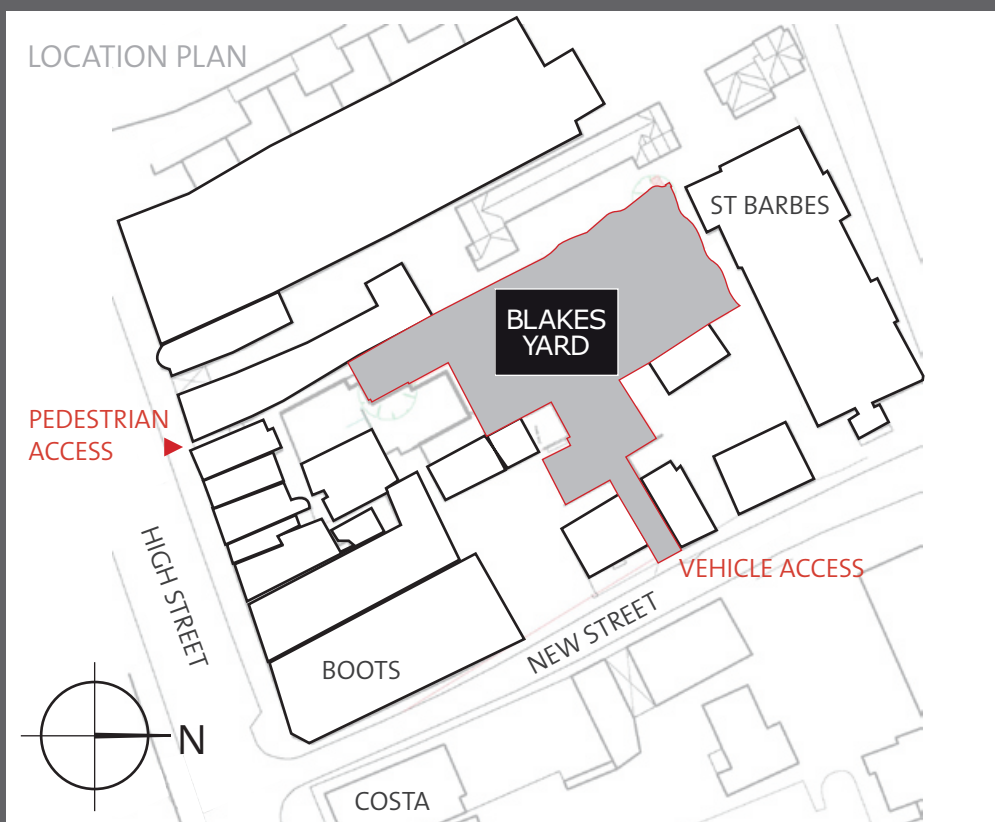 LOCATION PLAN
ST BARBES
BLAKES
YARD
PEDESTRIAN
ACCESS
HIGH STREET
VEHICLE ACCESS
NEW STREET
BOOTS
N
COSTA